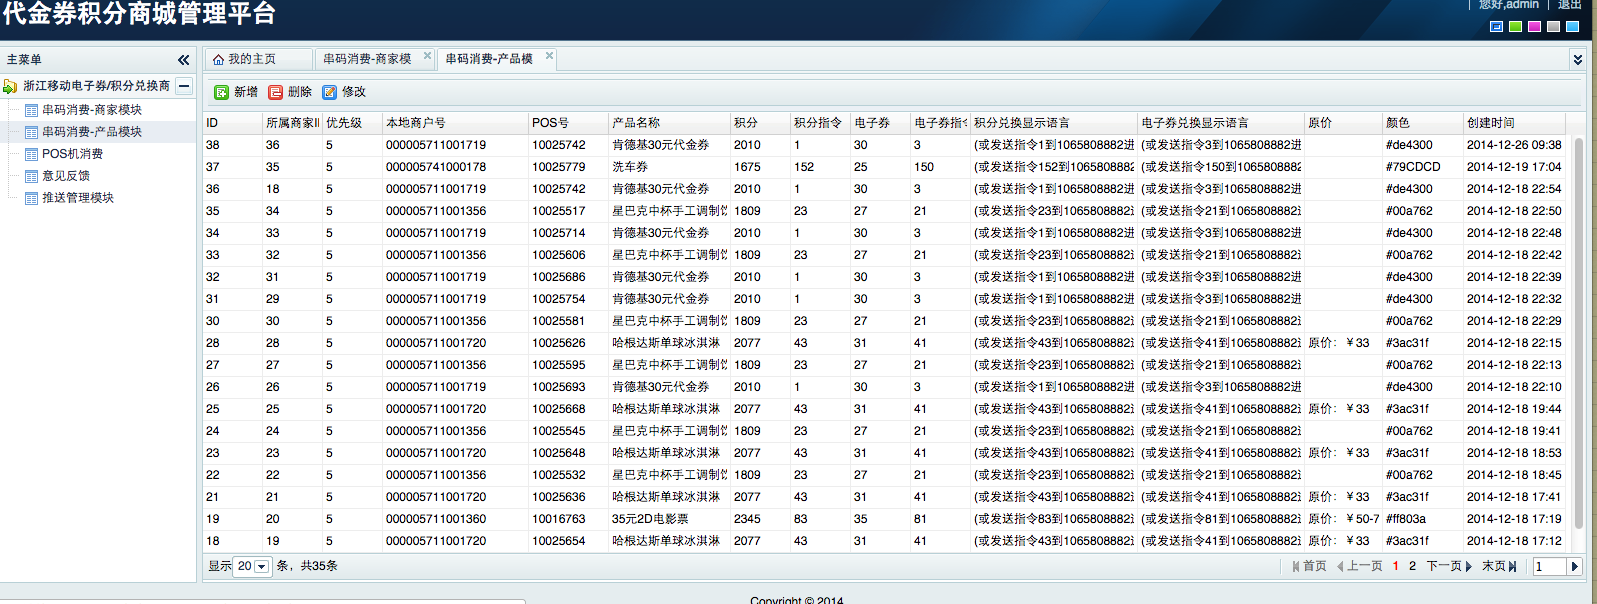 代金券积分商城管理平台
您好,admin | 退出
主菜单
我的主页 串码消费-商家模 串码消费-产品模
浙江移动电子券/积分兑换商
串码消费-商家模块
串码消费-产品模块
POS机消费
意见反馈
推送管理模块
新增 删除 修改
ID 所属商家I 优先级 本地商户号 POS号 产品名称 积分 积分指令 电子券 电子券指令 积分兑换显示语言 电子券兑换显示语言 原价 颜色 创建时间
38 36 5 000005711001719 10025742 肯德基30元代金券 2010 1 30 3 (或发送指令1到1065808882进 (或发送指令3到1065808882进 #de4300 2014-12-26 09:38
37 35 5 000005741000178 10025779 洗车券 1675 152 25 150 (或发送指令152到1065808882 (或发送指令150到1065808882 #79CDCD 2014-12-19 17:04
36 18 5 000005711001719 10025742 肯德基30元代金券 2010 1 30 3 (或发送指令1到1065808882进 (或发送指令3到1065808882进 #de4300 2014-12-18 22:54
35 34 5 000005711001356 10025517 星巴克中杯手工调制饮 1809 23 27 21 (或发送指令23到1065808882进 (或发送指令21到1065808882进 #00a762 2014-12-18 22:50
34 33 5 000005711001719 10025714 肯德基30元代金券 2010 1 30 3 (或发送指令1到1065808882进 (或发送指令3到1065808882进 #de4300 2014-12-18 22:48
33 32 5 000005711001356 10025606 星巴克中杯手工调制饮 1809 23 27 21 (或发送指令23到1065808882进 (或发送指令21到1065808882进 #00a762 2014-12-18 22:42
32 31 5 000005711001719 10025686 肯德基30元代金券 2010 1 30 3 (或发送指令1到1065808882进 (或发送指令3到1065808882进 #de4300 2014-12-18 22:39
31 29 5 000005711001719 10025754 肯德基30元代金券 2010 1 30 3 (或发送指令1到1065808882进 (或发送指令3到1065808882进 #de4300 2014-12-18 22:32
30 30 5 000005711001356 10025581 星巴克中杯手工调制饮 1809 23 27 21 (或发送指令23到1065808882进 (或发送指令21到1065808882进 #00a762 2014-12-18 22:29
28 28 5 000005711001720 10025626 哈根达斯单球冰淇淋 2077 43 31 41 (或发送指令43到1065808882进 (或发送指令41到1065808882进 原价：￥33 #3ac31f 2014-12-18 22:15
27 27 5 000005711001356 10025595 星巴克中杯手工调制饮 1809 23 27 21 (或发送指令23到1065808882进 (或发送指令21到1065808882进 #00a762 2014-12-18 22:13
26 26 5 000005711001719 10025693 肯德基30元代金券 2010 1 30 3 (或发送指令1到1065808882进 (或发送指令3到1065808882进 #de4300 2014-12-18 22:10
25 25 5 000005711001720 10025668 哈根达斯单球冰淇淋 2077 43 31 41 (或发送指令43到1065808882进 (或发送指令41到1065808882进 原价：￥33 #3ac31f 2014-12-18 19:44
24 24 5 000005711001356 10025545 星巴克中杯手工调制饮 1809 23 27 21 (或发送指令23到1065808882进 (或发送指令21到1065808882进 #00a762 2014-12-18 19:41
23 23 5 000005711001720 10025648 哈根达斯单球冰淇淋 2077 43 31 41 (或发送指令43到1065808882进 (或发送指令41到1065808882进 原价：￥33 #3ac31f 2014-12-18 18:53
22 22 5 000005711001356 10025532 星巴克中杯手工调制饮 1809 23 27 21 (或发送指令23到1065808882进 (或发送指令21到1065808882进 #00a762 2014-12-18 18:45
21 21 5 000005711001720 10025636 哈根达斯单球冰淇淋 2077 43 31 41 (或发送指令43到1065808882进 (或发送指令41到1065808882进 原价：￥33 #3ac31f 2014-12-18 17:41
19 20 5 000005711001360 10016763 35元2D电影票 2345 83 35 81 (或发送指令83到1065808882进 (或发送指令81到1065808882进 原价：￥50-7 #ff803a 2014-12-18 17:19
18 19 5 000005711001720 10025654 哈根达斯单球冰淇淋 2077 43 31 41 (或发送指令43到1065808882进 (或发送指令41到1065808882进 原价：￥33 #3ac31f 2014-12-18 17:12
显示 20 条，共35条 首页 上一页 1 2 下一页 末页 1
Copyright © 2014